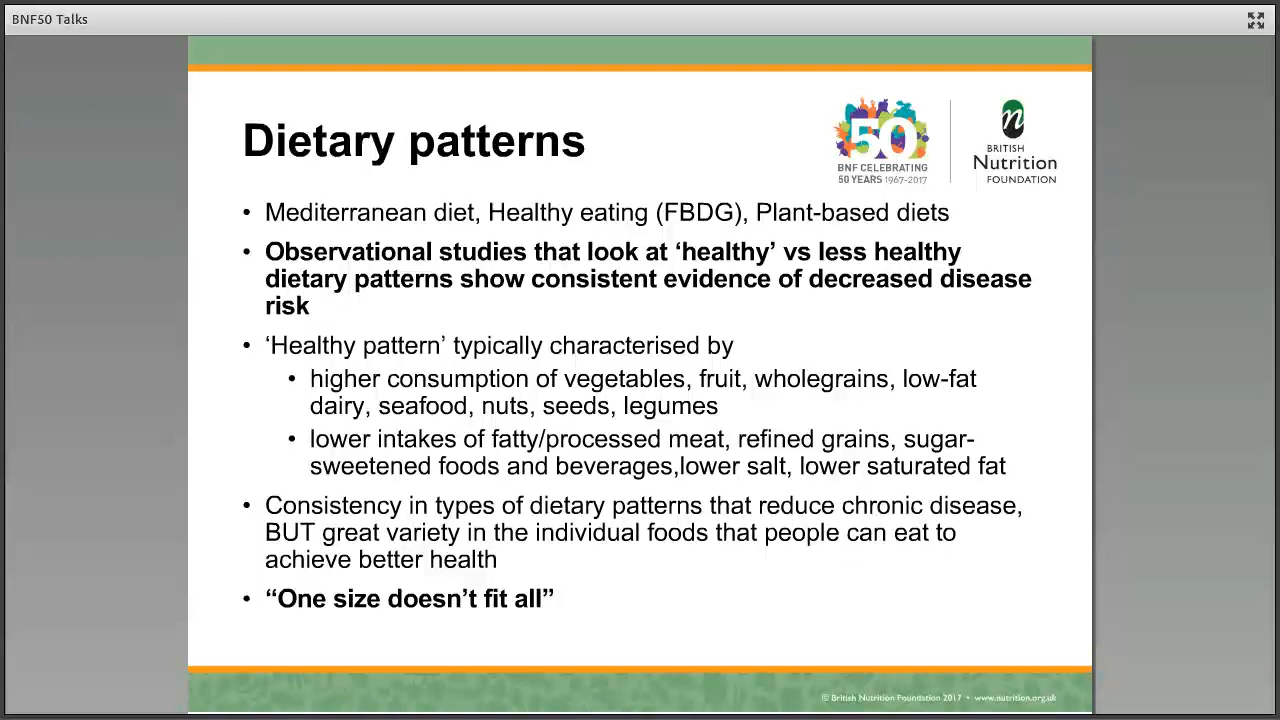 BNF50 Talks
Dietary patterns
50
BNF CELEBRATING
50 YEARS 1967-2017
n
BRITISH
Nutrition
FOUNDATION
• Mediterranean diet, Healthy eating (FBDG), Plant-based diets
• Observational studies that look at ‘healthy’ vs less healthy
dietary patterns show consistent evidence of decreased disease
risk
• ‘Healthy pattern’ typically characterised by
• higher consumption of vegetables, fruit, wholegrains, low-fat
dairy, seafood, nuts, seeds, legumes
• lower intakes of fatty/processed meat, refined grains, sugar-
sweetened foods and beverages,lower salt, lower saturated fat
• Consistency in types of dietary patterns that reduce chronic disease,
BUT great variety in the individual foods that people can eat to
achieve better health
• “One size doesn’t fit all”
© British Nutrition Foundation 2017 • www.nutrition.org.uk